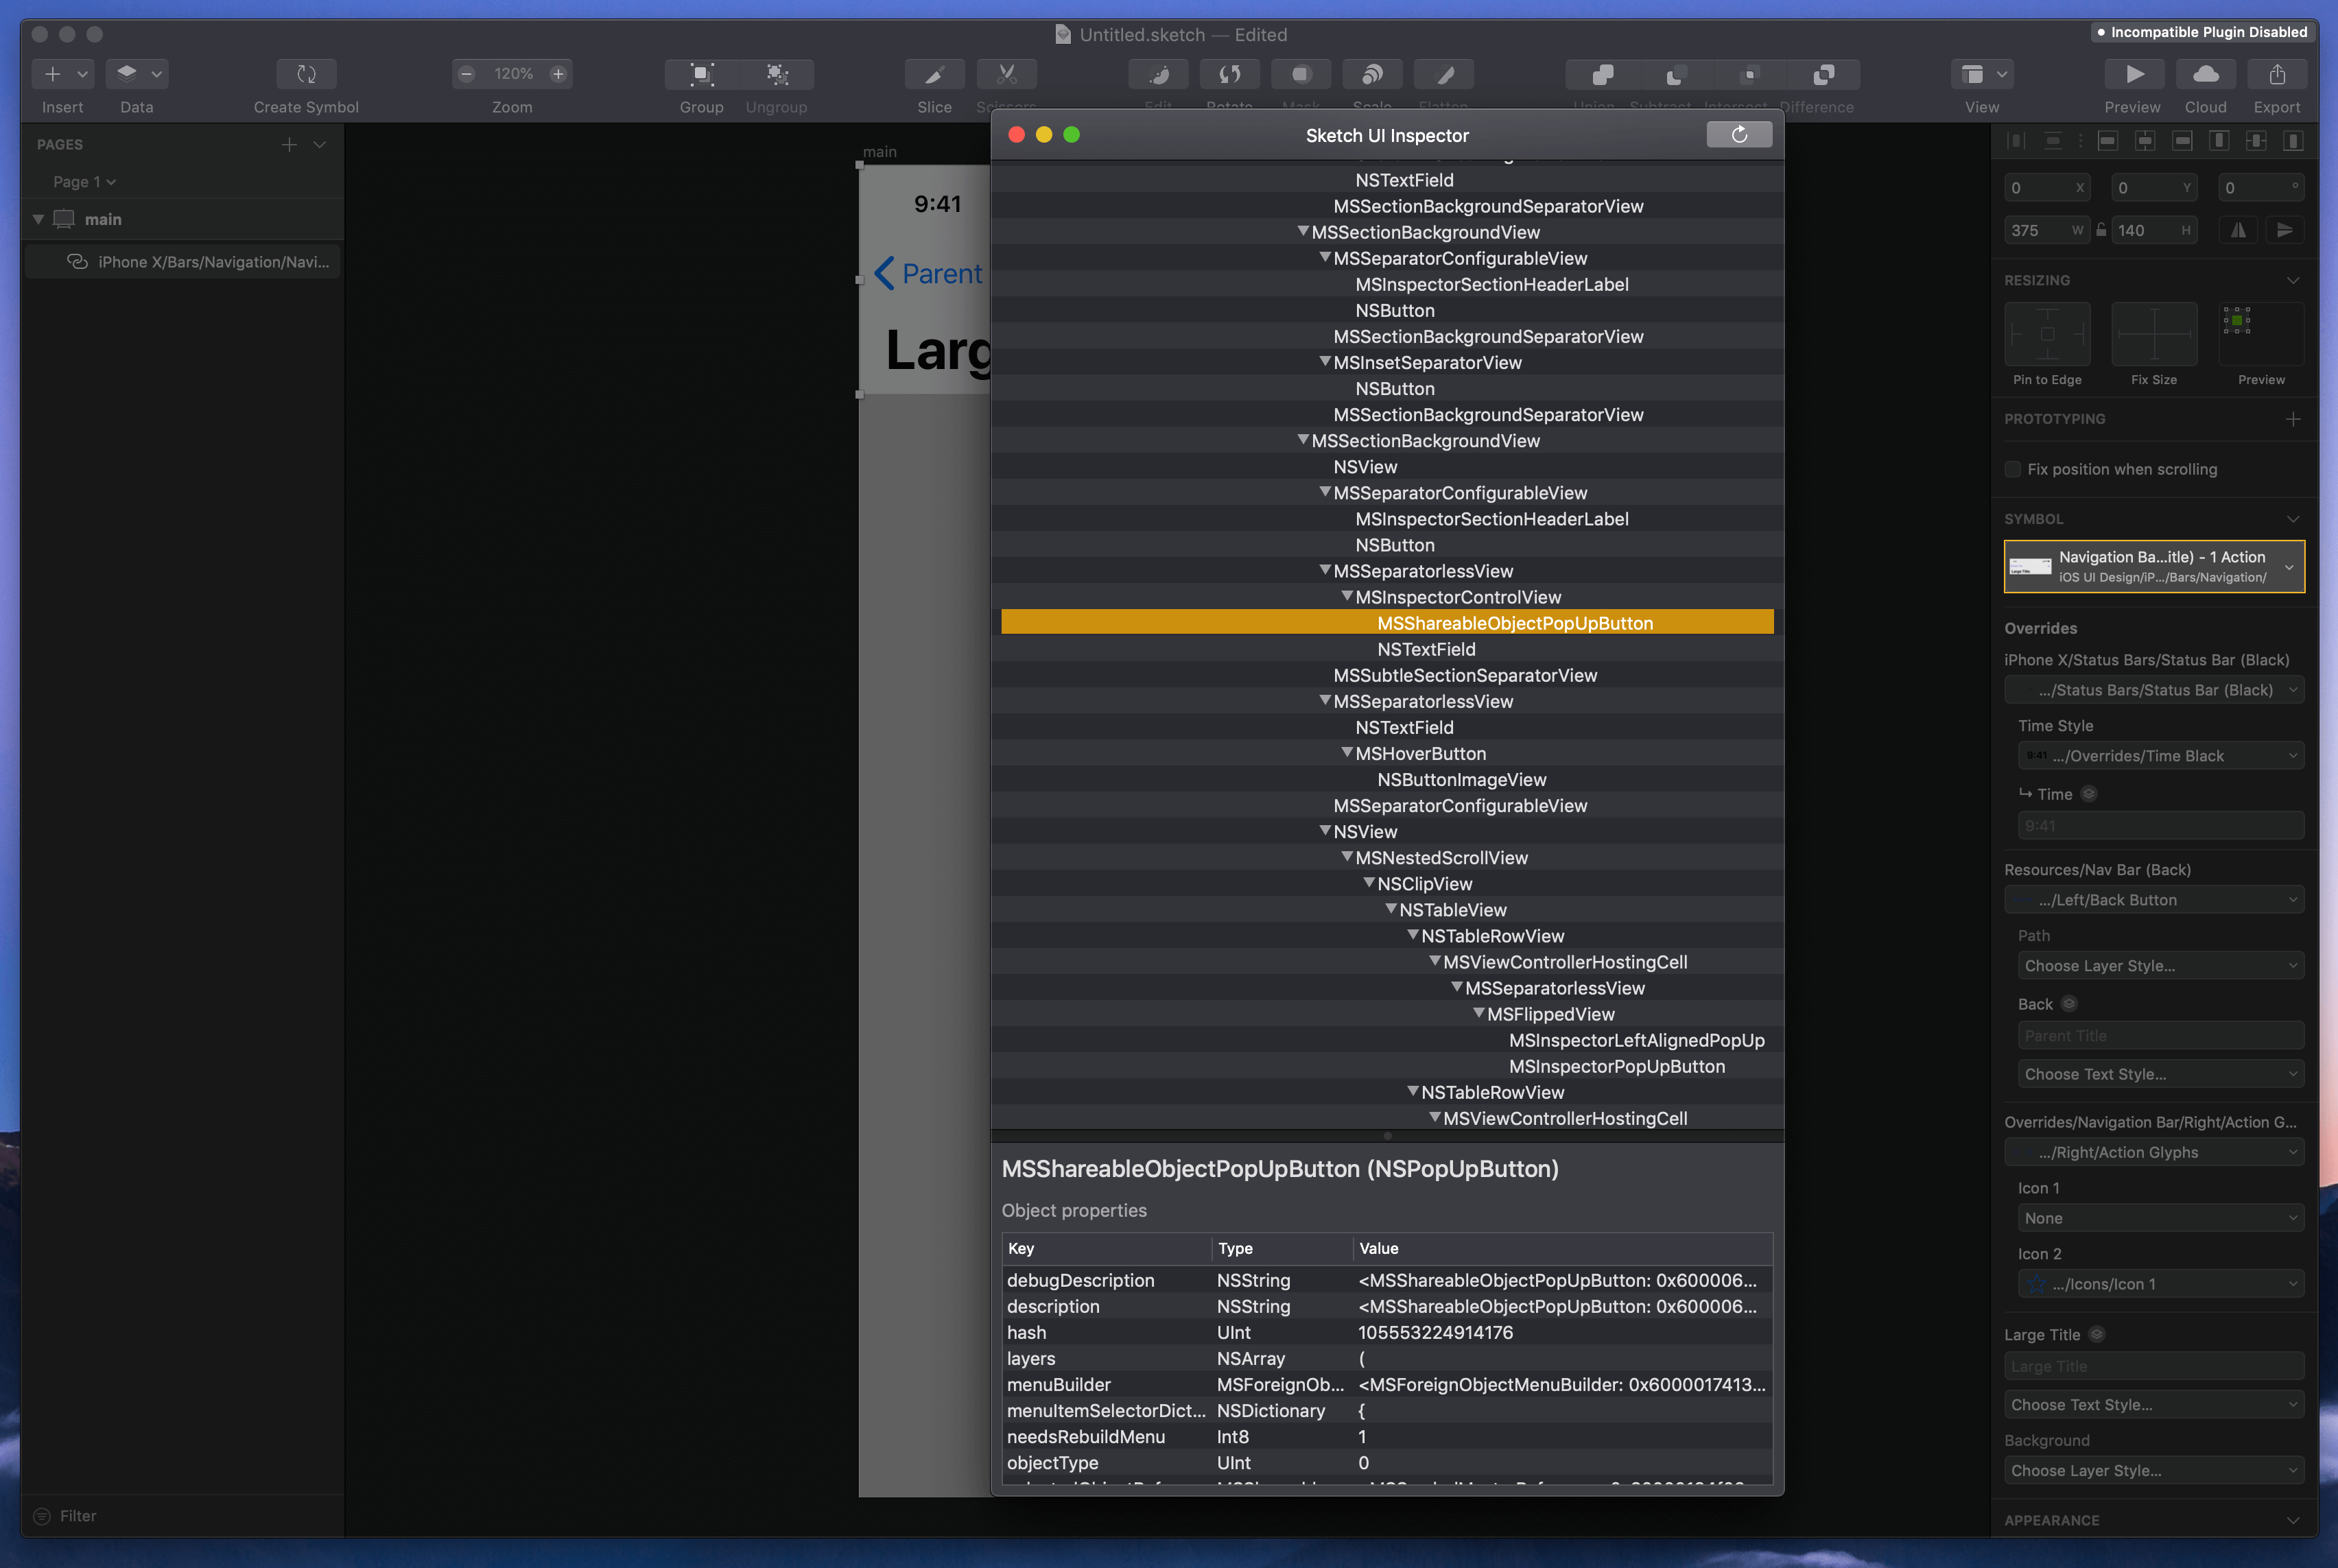 Untitled.sketch — Edited
Incompatible Plugin Disabled
120%
Insert
Data
Create Symbol
Zoom
Group
Ungroup
Slice
Scissors
Edit
Rotate
Mask
Scale
Flatten
Union
Subtract
Intersect
Difference
View
Preview
Cloud
Export
PAGES
Page 1
main
iPhone X/Bars/Navigation/Navi...
Filter
main
9:41
Parent
Larg
Sketch UI Inspector
NSTextField
MSSectionBackgroundSeparatorView
MSSectionBackgroundView
MSSeparatorConfigurableView
MSInspectorSectionHeaderLabel
NSButton
MSSectionBackgroundSeparatorView
MSInsetSeparatorView
NSButton
MSSectionBackgroundSeparatorView
MSSectionBackgroundView
NSView
MSSeparatorConfigurableView
MSInspectorSectionHeaderLabel
NSButton
MSSeparatorlessView
MSInspectorControlView
MSShareableObjectPopUpButton
NSTextField
MSSubtleSectionSeparatorView
MSSeparatorlessView
NSTextField
MSHoverButton
NSButtonImageView
MSSeparatorConfigurableView
NSView
MSNestedScrollView
NSClipView
NSTableView
NSTableRowView
MSViewControllerHostingCell
MSSeparatorlessView
MSFlippedView
MSInspectorLeftAlignedPopUp
MSInspectorPopUpButton
NSTableRowView
MSViewControllerHostingCell
MSShareableObjectPopUpButton (NSPopUpButton)
Object properties
Key Type Value
debugDescription NSString <MSShareableObjectPopUpButton: 0x600006...
description NSString <MSShareableObjectPopUpButton: 0x600006...
hash UInt 105553224914176
layers NSArray (
menuBuilder MSForeignOb... <MSForeignObjectMenuBuilder: 0x6000017413...
menuItemSelectorDict... NSDictionary {
needsRebuildMenu Int8 1
objectType UInt 0
0 X 0 Y 0 °
375 W 140 H
RESIZING
Pin to Edge
Fix Size
Preview
PROTOTYPING
Fix position when scrolling
SYMBOL
Navigation Ba...itle) - 1 Action
iOS UI Design/iP.../Bars/Navigation/
Overrides
iPhone X/Status Bars/Status Bar (Black)
.../Status Bars/Status Bar (Black)
Time Style
9:41 .../Overrides/Time Black
↳ Time
9:41
Resources/Nav Bar (Back)
.../Left/Back Button
Path
Choose Layer Style...
Back
Parent Title
Choose Text Style...
Overrides/Navigation Bar/Right/Action G...
.../Right/Action Glyphs
Icon 1
None
Icon 2
.../Icons/Icon 1
Large Title
Large Title
Choose Text Style...
Background
Choose Layer Style...
APPEARANCE